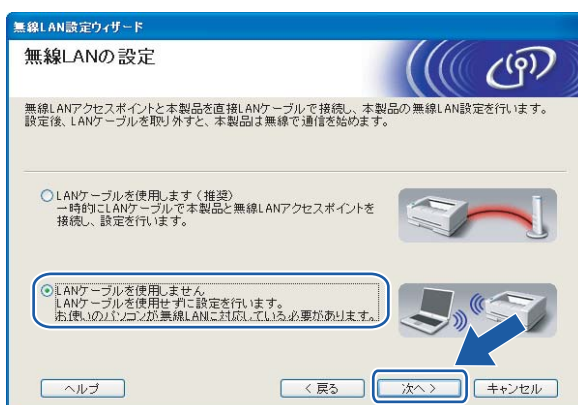 無線LAN設定ウィザード
無線LANの設定
無線LANアクセスポイントと本製品を直接LANケーブルで接続し、本製品の無線LAN設定を行います。
設定後、LANケーブルを取り外すと、本製品は無線で通信を始めます。
LANケーブルを使用します（推奨）
一時的にLANケーブルで本製品と無線LANアクセスポイントを
接続し、設定を行います。
LANケーブルを使用しません
LANケーブルを使用せずに設定を行います。
お使いのパソコンが無線LANに対応している必要があります。
ヘルプ
< 戻る
次へ >
キャンセル